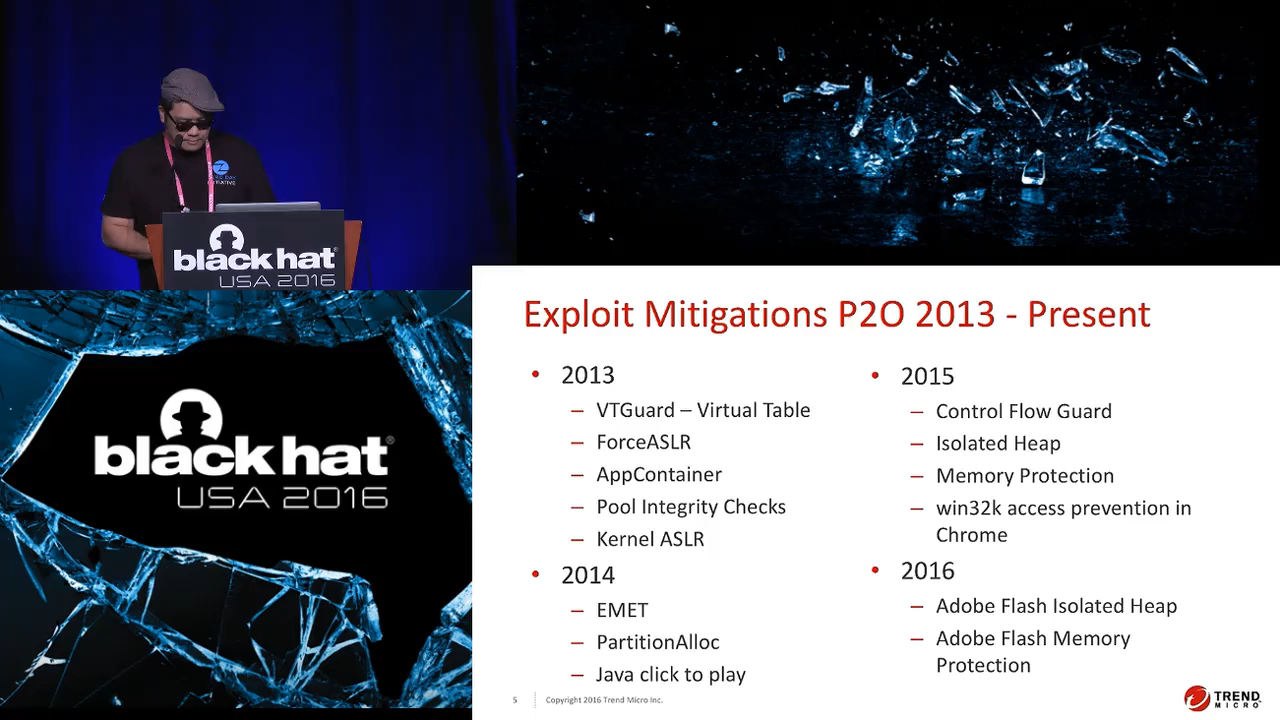 ZERO DAY
INITIATIVE
black hat®
USA 2016
black hat®
USA 2016
Exploit Mitigations P2O 2013 - Present
• 2013
– VTGuard – Virtual Table
– ForceASLR
– AppContainer
– Pool Integrity Checks
– Kernel ASLR
• 2014
– EMET
– PartitionAlloc
– Java click to play
• 2015
– Control Flow Guard
– Isolated Heap
– Memory Protection
– win32k access prevention in
Chrome
• 2016
– Adobe Flash Isolated Heap
– Adobe Flash Memory
Protection
5
Copyright 2016 Trend Micro Inc.
TREND
MICRO